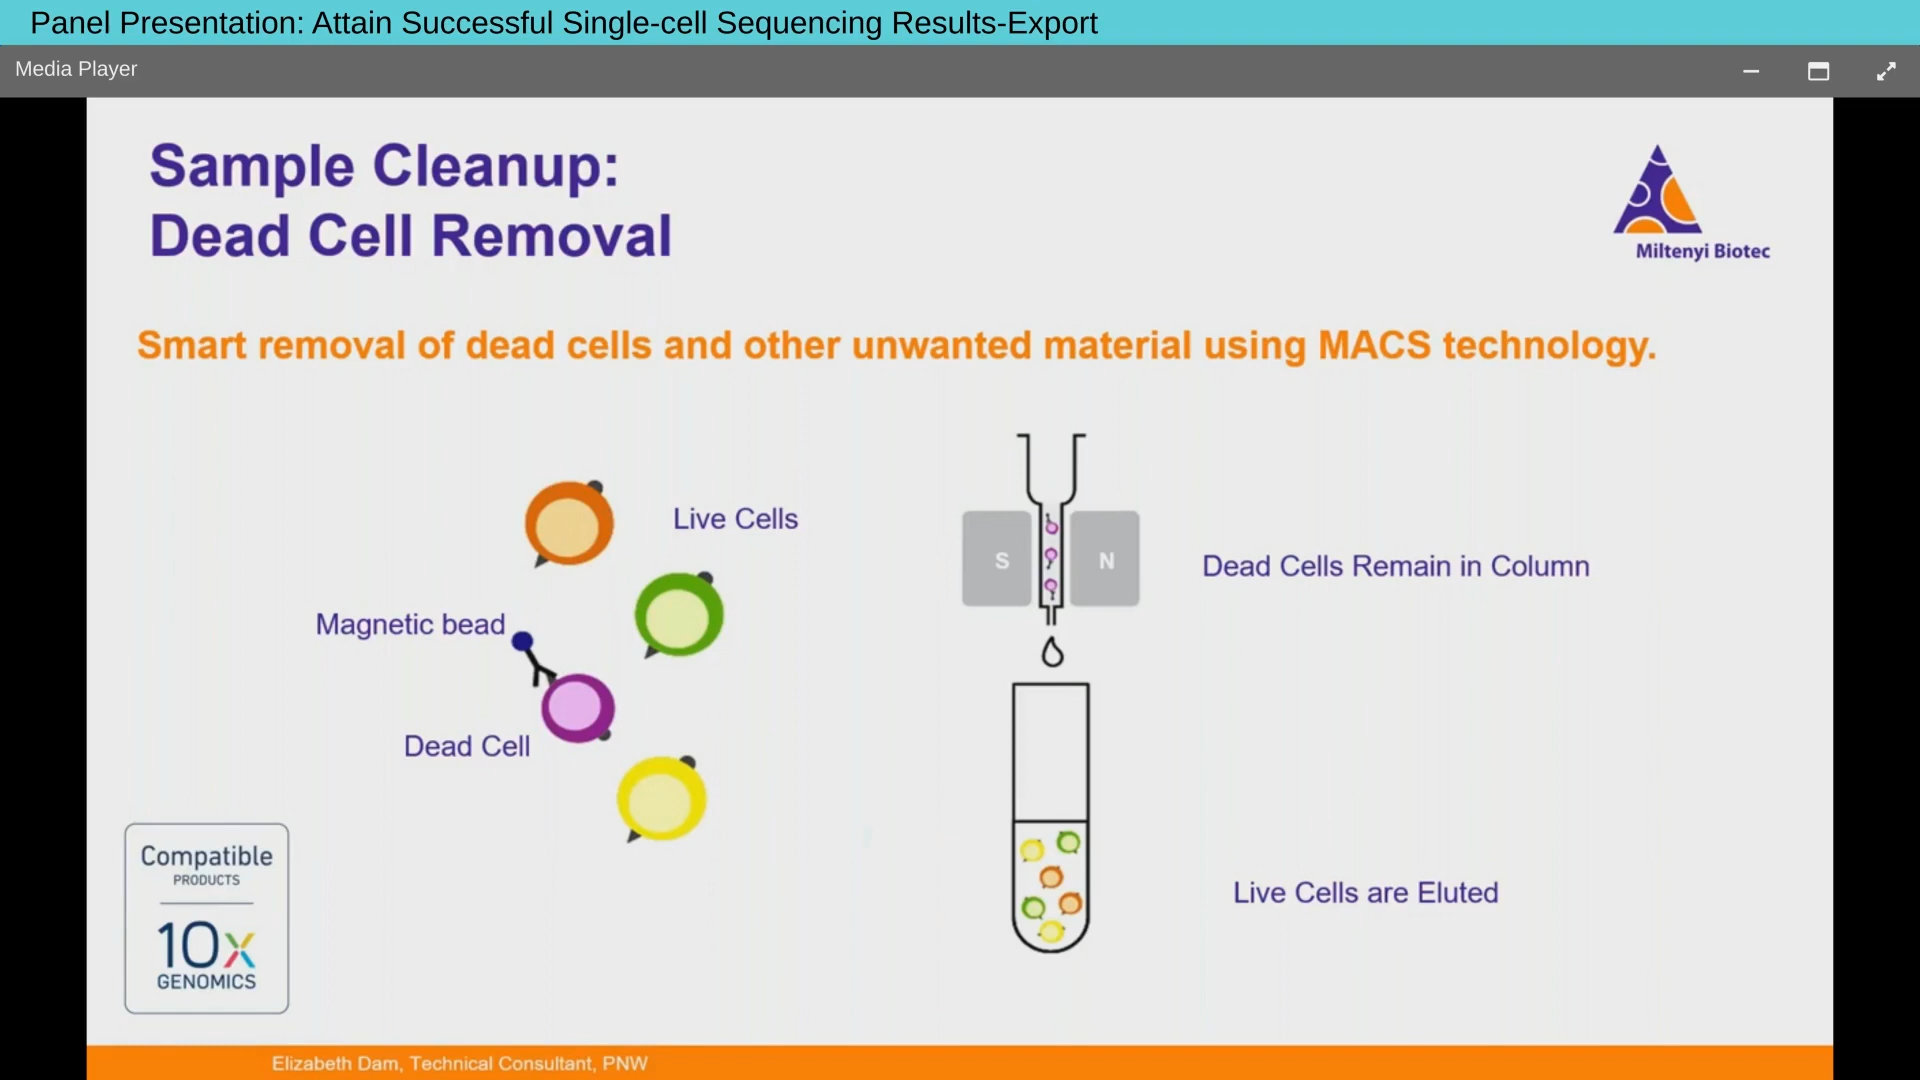 Panel Presentation: Attain Successful Single-cell Sequencing Results-Export
Media Player
Sample Cleanup:
Dead Cell Removal
Miltenyi Biotec
Smart removal of dead cells and other unwanted material using MACS technology.
Live Cells
Magnetic bead
Dead Cell
S
N
Dead Cells Remain in Column
Live Cells are Eluted
Compatible
PRODUCTS
10x
GENOMICS
Elizabeth Dam, Technical Consultant, PNW